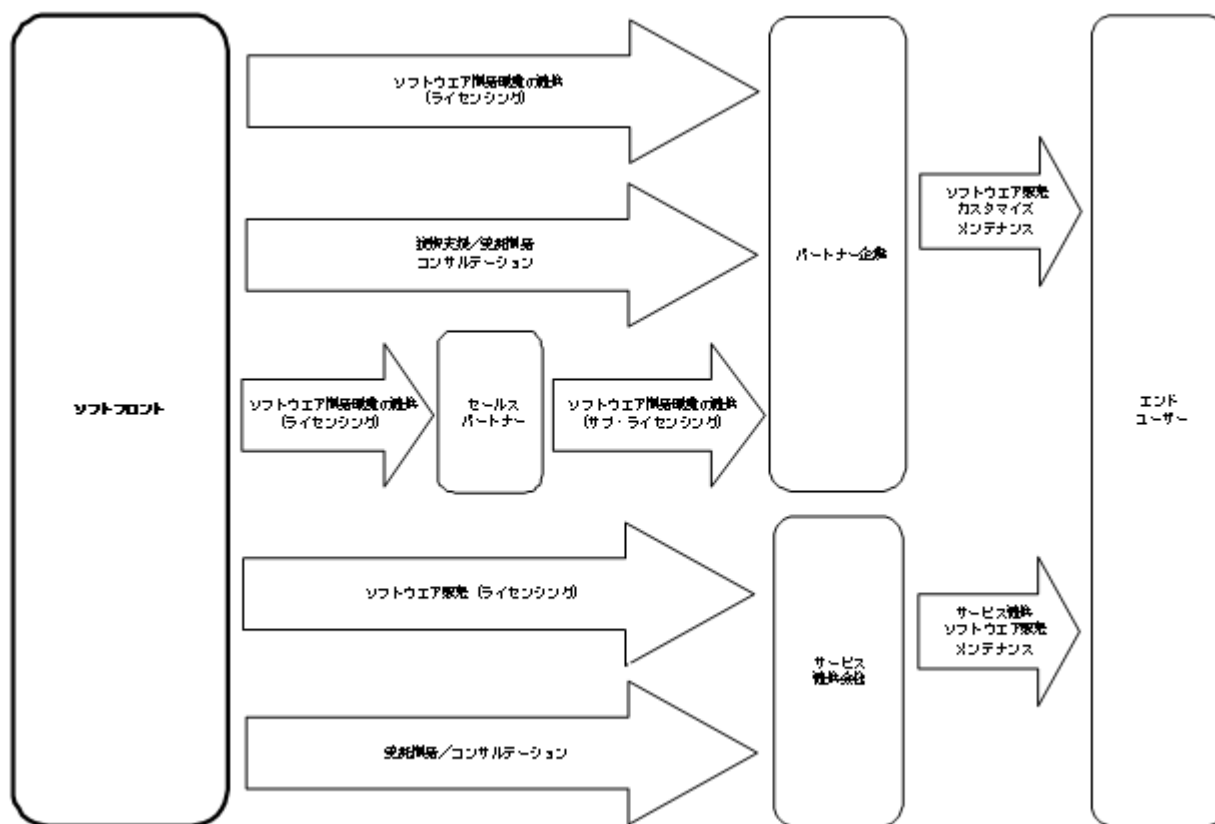 ソフトフロント
ソフトウエア開発環境の提供
(ライセンシング)
技術支援／受託開発
コンサルテーション
ソフトウエア開発環境の提供
(ライセンシング)
セールス
パートナー
ソフトウエア開発環境の提供
(サブ・ライセンシング)
ソフトウエア販売 (ライセンシング)
受託開発／コンサルテーション
パートナー企業
サービス
提供会社
ソフトウエア販売
カスタマイズ
メンテナンス
サービス提供
ソフトウエア販売
メンテナンス
エンド
ユーザー